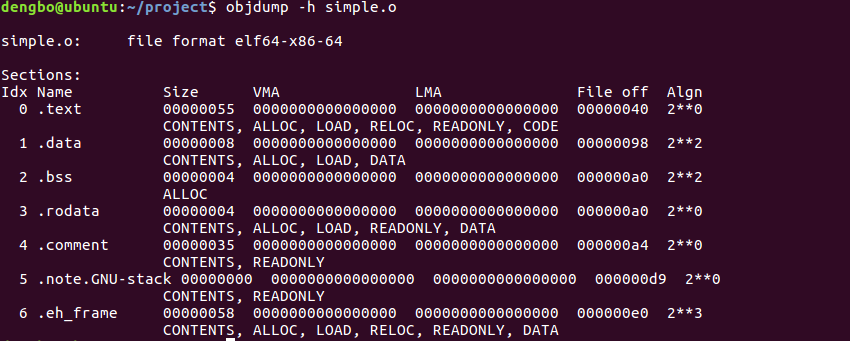 dengbo@ubuntu:~/project$ objdump -h simple.o
simple.o:     file format elf64-x86-64
Sections:
Idx Name          Size      VMA               LMA               File off  Algn
  0 .text         00000055  0000000000000000  0000000000000000  00000040  2**0
                  CONTENTS, ALLOC, LOAD, RELOC, READONLY, CODE
  1 .data         00000008  0000000000000000  0000000000000000  00000098  2**2
                  CONTENTS, ALLOC, LOAD, DATA
  2 .bss          00000004  0000000000000000  0000000000000000  000000a0  2**2
                  ALLOC
  3 .rodata       00000004  0000000000000000  0000000000000000  000000a0  2**0
                  CONTENTS, ALLOC, LOAD, READONLY, DATA
  4 .comment      00000035  0000000000000000  0000000000000000  000000a4  2**0
                  CONTENTS, READONLY
  5 .note.GNU-stack 00000000  0000000000000000  0000000000000000  000000d9  2**0
                  CONTENTS, READONLY
  6 .eh_frame     00000058  0000000000000000  0000000000000000  000000e0  2**3
                  CONTENTS, ALLOC, LOAD, RELOC, READONLY, DATA